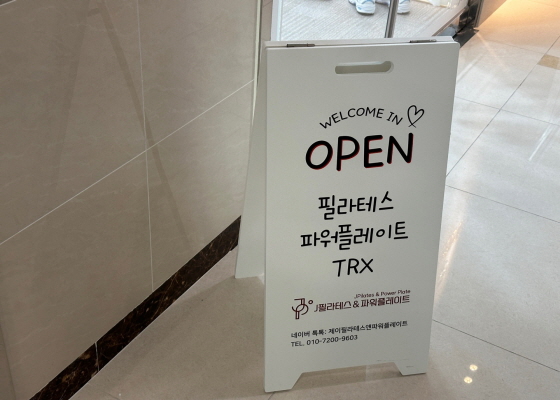 WELCOME IN
OPEN
필라테스
파워플레이트
TRX
JPilates & Power Plate
J필라테스&파워플레이트
네이버 톡톡: 제이필라테스앤파워플레이트
TEL. 010-7200-9603